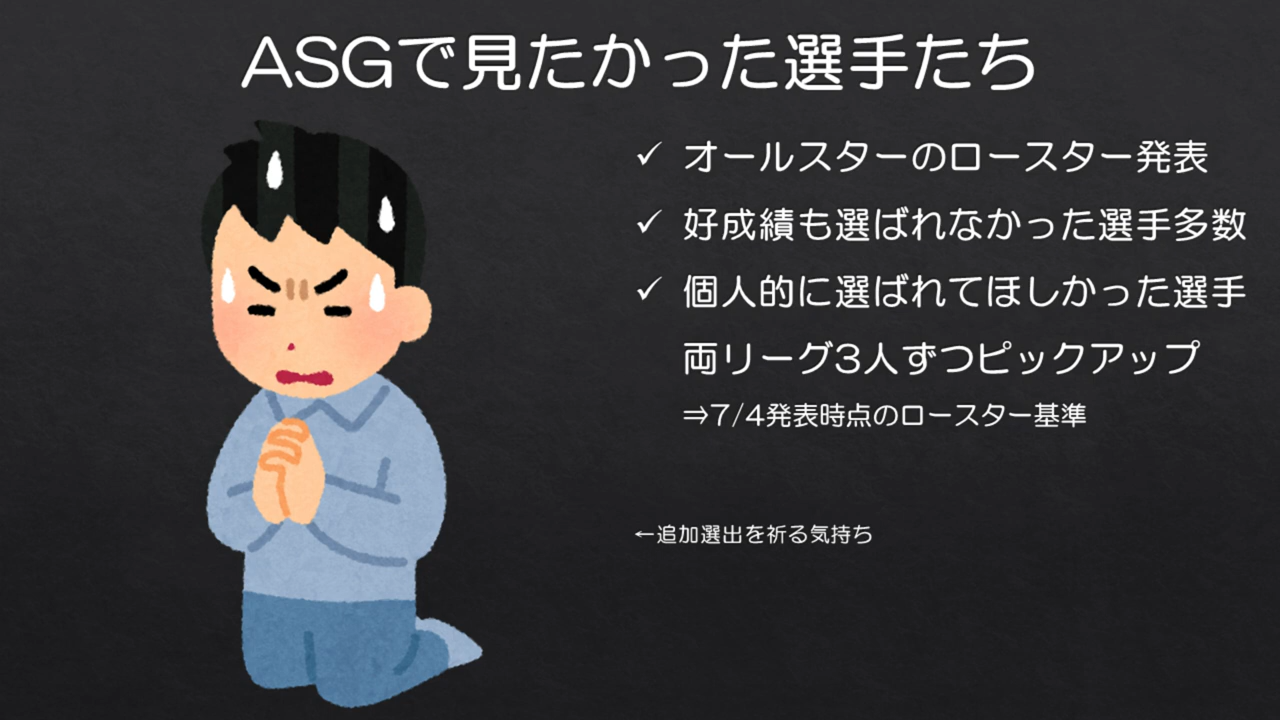 ASGで見たかった選手たち
✓ オールスターのロースター発表
✓ 好成績も選ばれなかった選手多数
✓ 個人的に選ばれてほしかった選手
両リーグ3人ずつピックアップ
⇒7/4発表時点のロースター基準
←追加選出を祈る気持ち